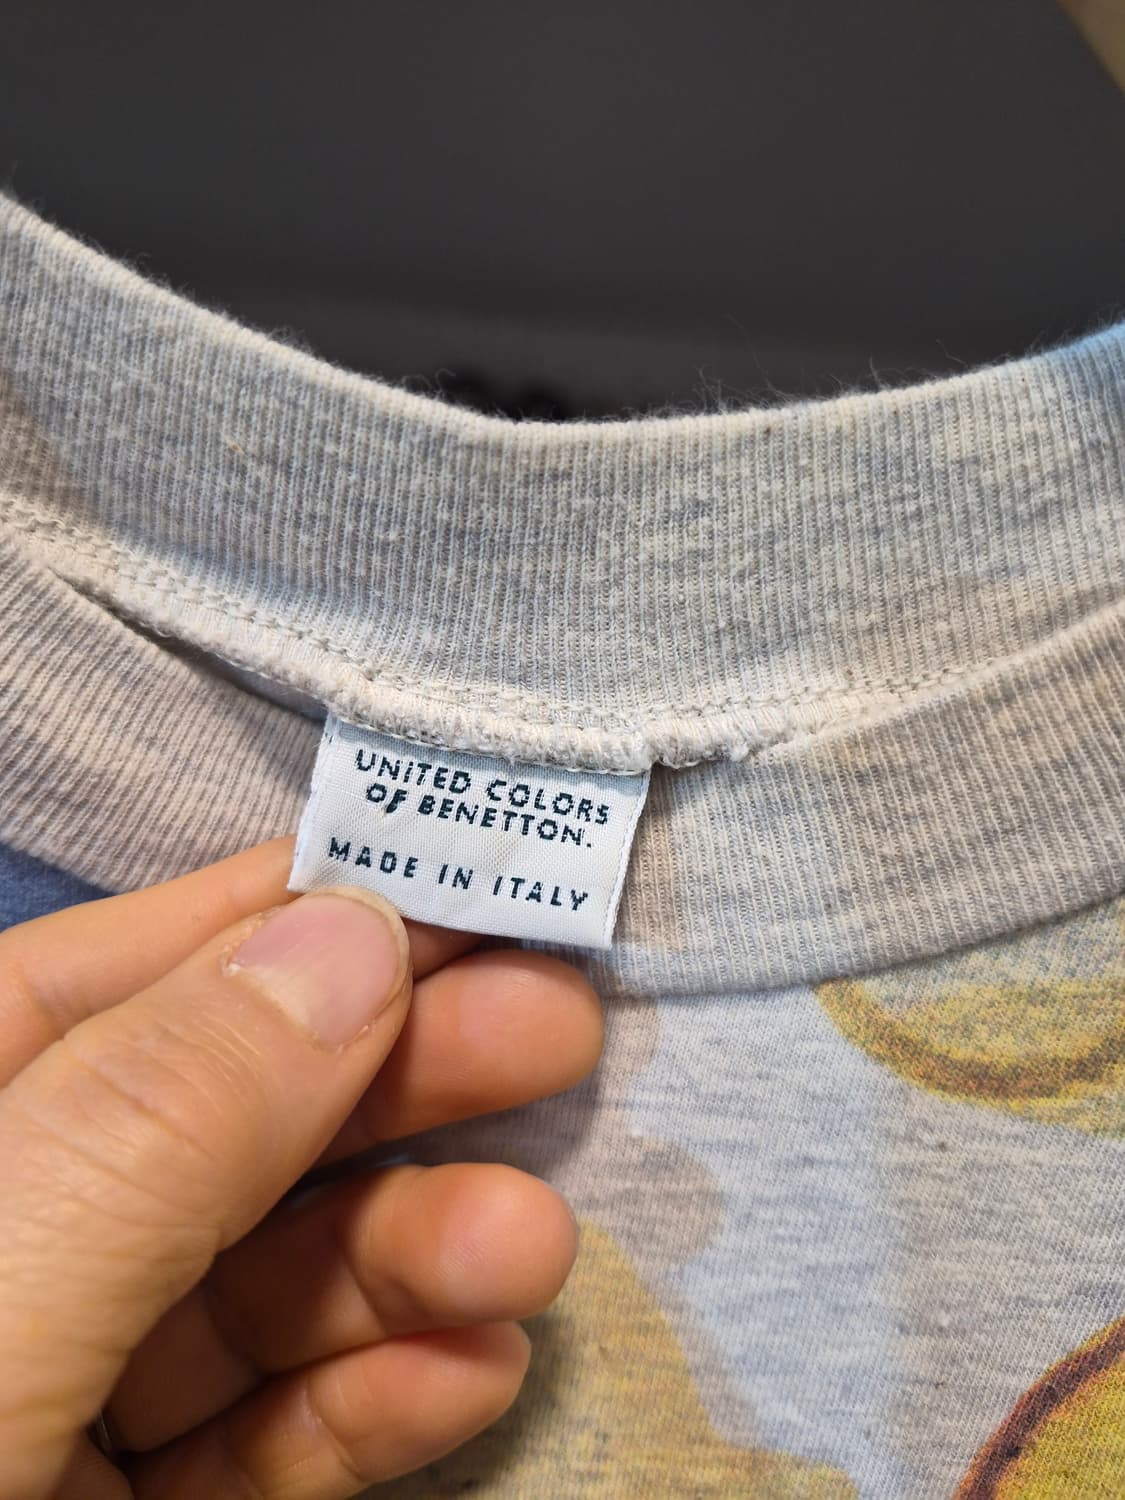 UNITED COLORS
OF BENETTON.
MADE IN ITALY